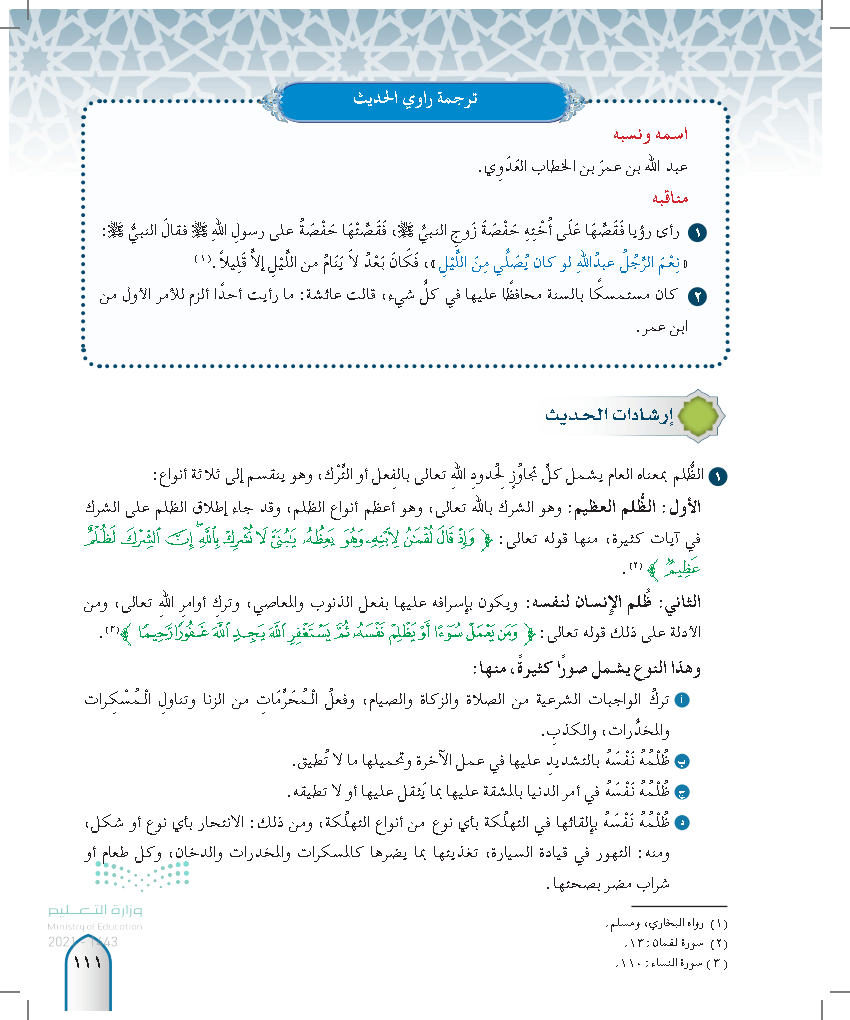 ترجمة راوي الحديث
اسمه ونسبه
عبد الله بن عمرَ بن الخطاب العَدَوِي.
مناقبه
١ رأى رؤيا فَقَصَّهَا عَلَى أُخْتِهِ حَفْصَةَ زَوجِ النبيِّ ﷺ، فَقَصَّتْهَا حَفْصَةُ على رسولِ اللهِ ﷺ فقالَ النبيُّ ﷺ:
«نِعْمَ الرَّجُلُ عبدُاللهِ لو كان يُصَلِّي مِنَ اللَّيْلِ»، فَكَانَ بَعْدُ لاَ يَنَامُ من اللَّيْلِ إلاَّ قَلِيلاً.(١)
٢ كان مستمسكًا بالسنة محافظًا عليها في كلِّ شيء، قالت عائشة: ما رأيت أحدًا ألزم للأمر الأول من
ابن عمر.
إرشادات الحديث
١ الظُّلم بمعناه العام يشمل كلَّ تجاوُزٍ لِحُدودِ اللهِ تعالى بالفِعل أو التَّرْك، وهو ينقسم إلى ثلاثة أنواع:
الأول: الظُّلم العظيم: وهو الشرك بالله تعالى، وهو أعظم أنواع الظلم، وقد جاء إطلاق الظلم على الشرك
في آيات كثيرة، منها قوله تعالى: ﴿ وَإِذْ قَالَ لُقْمَٰنُ لِٱبْنِهِۦ وَهُوَ يَعِظُهُۥ يَٰبُنَىَّ لَا تُشْرِكْ بِٱللَّهِ ۖ إِنَّ ٱلشِّرْكَ لَظُلْمٌ
عَظِيمٌ ﴾(٢).
الثاني: ظُلم الإنسان لنفسه: ويكون بإسرافه عليها بفعل الذنوب والمعاصي، وتركِ أوامرِ اللهِ تعالى، ومن
الأدلة على ذلك قوله تعالى: ﴿ وَمَن يَعْمَلْ سُوٓءًا أَوْ يَظْلِمْ نَفْسَهُۥ ثُمَّ يَسْتَغْفِرِ ٱللَّهَ يَجِدِ ٱللَّهَ غَفُورًا رَّحِيمًا ﴾(٣).
وهذا النوع يشمل صورًا كثيرةً، منها:
أ تركُ الواجبات الشرعية من الصلاة والزكاة والصيام، وفعلُ الْـمُحَرَّمَاتِ من الزنا وتناولِ الْـمُسْكِرات
والمخدِّرات، والكذبِ.
ب ظُلْمُهُ نَفْسَهُ بالتشديدِ عليها في عمل الآخرة وتحميلها ما لا تُطيق.
ج ظُلْمُهُ نَفْسَهُ في أمر الدنيا بالمشقة عليها بما يَثقل عليها أو لا تطيقه.
د ظُلْمُهُ نَفْسَهُ بإلقائها في التهلُكة بأي نوع من أنواع التهلُكة، ومن ذلك: الانتحار بأي نوع أو شكل،
ومنه: التهور في قيادة السيارة، تغذيتها بما يضرها كالمسكرات والمخدرات والدخان، وكل طعام أو
شراب مضر بصحتها.
(١) رواه البخاري، ومسلم.
(٢) سورة لقمان: ١٣.
(٣) سورة النساء: ١١٠.
وزارة التعـــليم
Ministry of Education
2021 - 1443
١١١